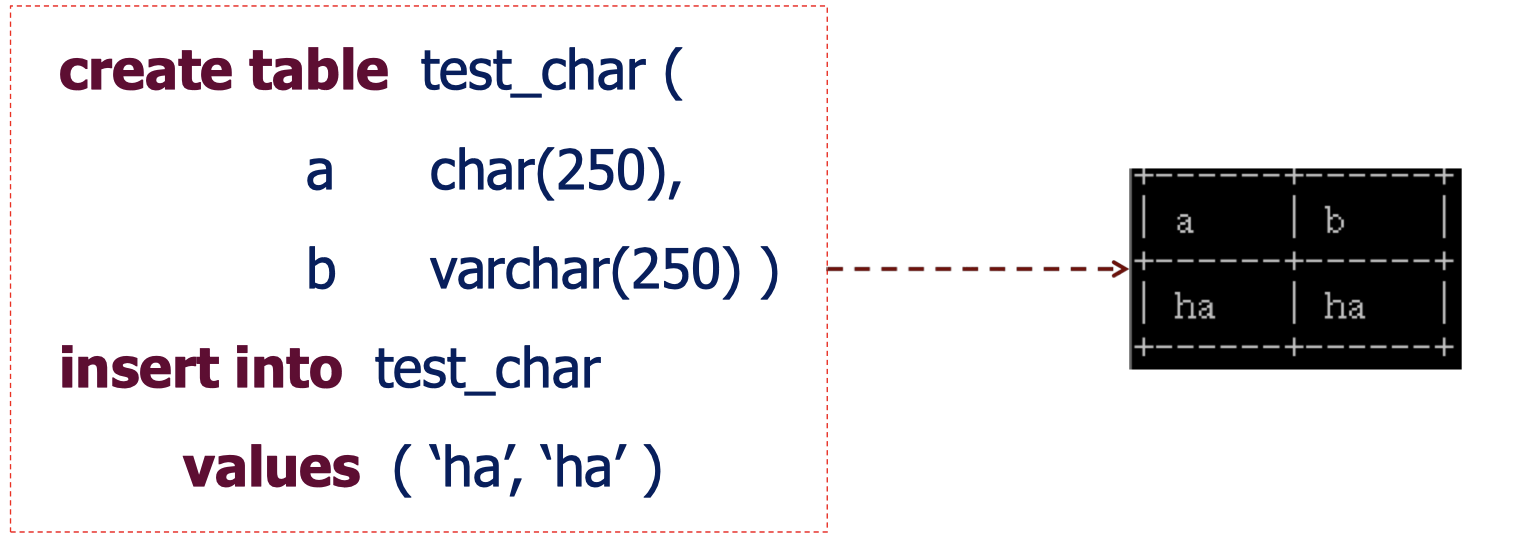 create table test_char (
a char(250),
b varchar(250) )
insert into test_char
values ( ‘ha’, ‘ha’ )
+-------+-------+
| a | b |
+-------+-------+
| ha | ha |
+-------+-------+